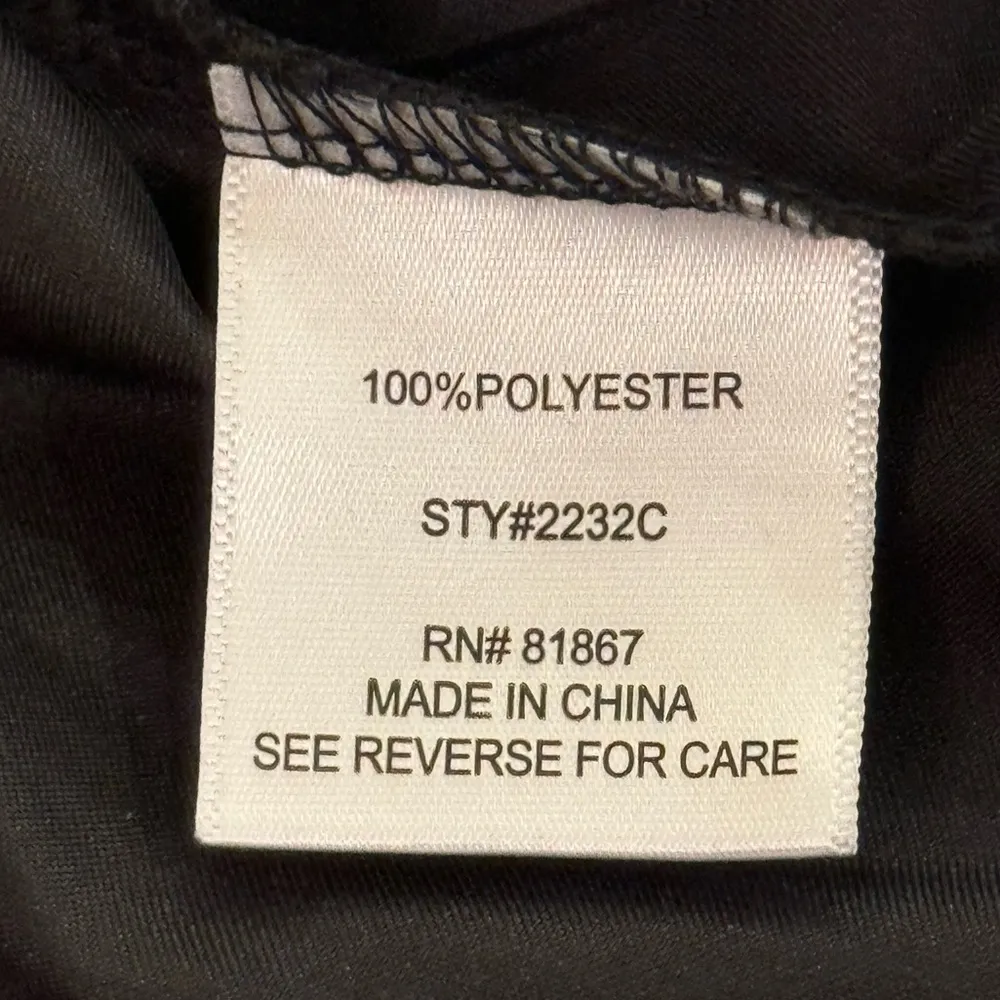 100%POLYESTER
STY#2232C
RN# 81867
MADE IN CHINA
SEE REVERSE FOR CARE